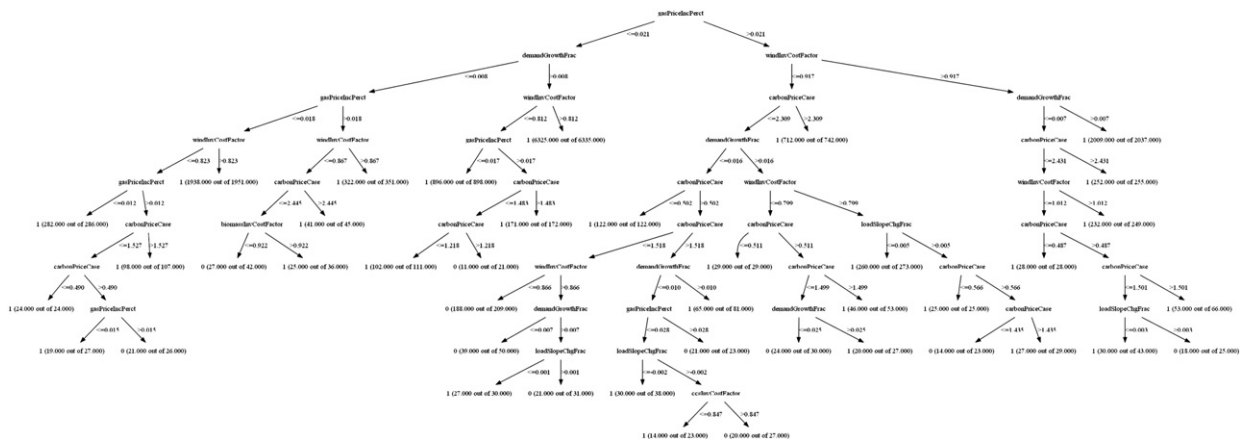 gasPriceIncPerct
<=0.021 >0.021
demandGrowthFrac windInvCostFactor
<=0.008 >0.008 <=0.917 >0.917
gasPriceIncPerct windInvCostFactor carbonPriceCase demandGrowthFrac
<=0.018 >0.018 <=0.812 >0.812 <=2.309 >2.309 <=0.007 >0.007
windInvCostFactor windInvCostFactor gasPriceIncPerct 1 (6325.000 out of 6335.000) demandGrowthFrac 1 (712.000 out of 742.000) carbonPriceCase 1 (2009.000 out of 2037.000)
<=0.823 >0.823 <=0.867 >0.867 <=0.017 >0.017 <=0.016 >0.016 <=2.431 >2.431
gasPriceIncPerct 1 (1938.000 out of 1951.000) carbonPriceCase 1 (322.000 out of 351.000) 1 (896.000 out of 898.000) carbonPriceCase carbonPriceCase windInvCostFactor windInvCostFactor 1 (252.000 out of 255.000)
<=0.012 >0.012 <=2.445 >2.445 <=1.483 >1.483 <=0.502 >0.502 <=0.799 >0.799 <=1.012 >1.012
1 (282.000 out of 286.000) carbonPriceCase biomassInvCostFactor 1 (41.000 out of 45.000) carbonPriceCase 1 (171.000 out of 172.000) 1 (122.000 out of 122.000) carbonPriceCase carbonPriceCase loadSlopeChgFrac carbonPriceCase 1 (232.000 out of 249.000)
<=1.527 >1.527 <=0.922 >0.922 <=1.218 >1.218 <=1.518 >1.518 <=0.511 >0.511 <=0.005 >0.005 <=0.487 >0.487
carbonPriceCase 1 (98.000 out of 107.000) 0 (27.000 out of 42.000) 1 (25.000 out of 36.000) 1 (102.000 out of 111.000) 0 (11.000 out of 21.000) windInvCostFactor demandGrowthFrac 1 (29.000 out of 29.000) carbonPriceCase 1 (260.000 out of 273.000) carbonPriceCase 1 (28.000 out of 28.000) carbonPriceCase
<=0.490 >0.490 <=0.866 >0.866 <=0.010 >0.010 <=1.499 >1.499 <=0.566 >0.566 <=1.501 >1.501
1 (24.000 out of 24.000) gasPriceIncPerct 0 (188.000 out of 209.000) demandGrowthFrac gasPriceIncPerct 1 (65.000 out of 81.000) demandGrowthFrac 1 (46.000 out of 53.000) 1 (25.000 out of 25.000) carbonPriceCase loadSlopeChgFrac 1 (53.000 out of 66.000)
<=0.015 >0.015 <=0.007 >0.007 <=0.028 >0.028 <=0.025 >0.025 <=1.435 >1.435 <=0.003 >0.003
1 (19.000 out of 27.000) 0 (21.000 out of 26.000) 0 (39.000 out of 50.000) loadSlopeChgFrac loadSlopeChgFrac 0 (21.000 out of 23.000) 0 (24.000 out of 30.000) 1 (20.000 out of 27.000) 0 (14.000 out of 23.000) 1 (27.000 out of 29.000) 1 (30.000 out of 43.000) 0 (18.000 out of 25.000)
<=0.001 >0.001 <=-0.002 >-0.002
1 (27.000 out of 30.000) 0 (21.000 out of 31.000) 1 (30.000 out of 38.000) ccsInvCostFactor
<=0.847 >0.847
1 (14.000 out of 23.000) 0 (20.000 out of 27.000)